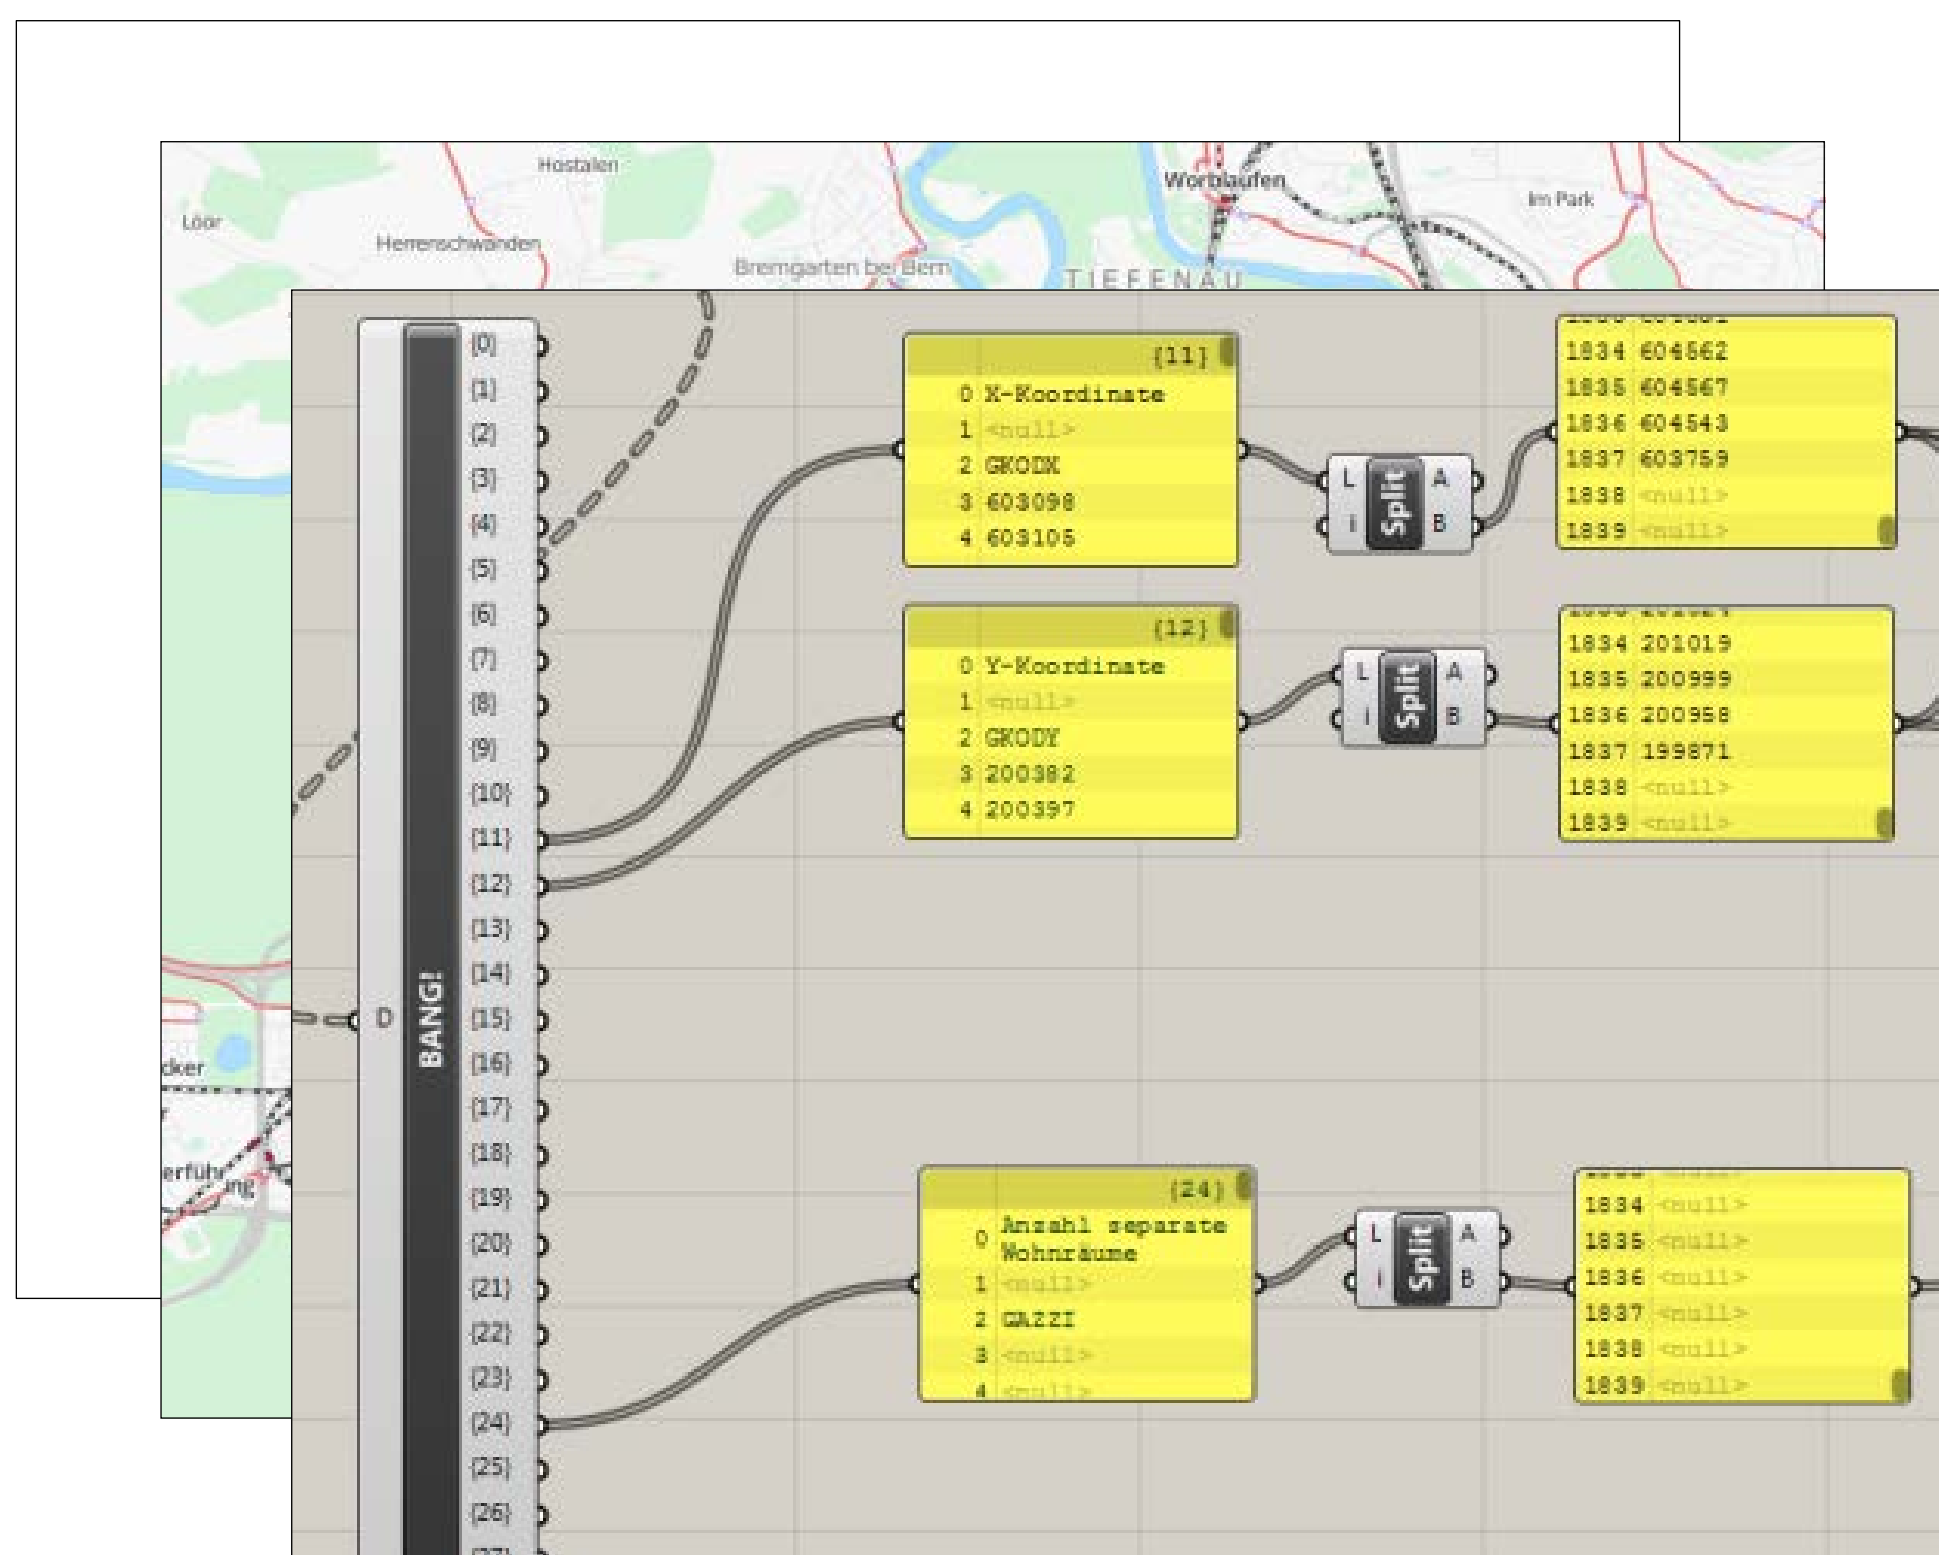 Hostalen
Löör
Herrenschwanden
Bremgarten bei Bern
Worblaufen
Im Park
TIEFENAU
cker
erfüh
ng
D
BANG!
{0}
{1}
{2}
{3}
{4}
{5}
{6}
{7}
{8}
{9}
{10}
{11}
{12}
{13}
{14}
{15}
{16}
{17}
{18}
{19}
{20}
{21}
{22}
{23}
{24}
{25}
{26}
{11}
0 X-Koordinate
1 <null>
2 GKODX
3 603098
4 603105
L Split A
i B
1834 604562
1835 604567
1836 604543
1837 603759
1838 <null>
1839 <null>
{12}
0 Y-Koordinate
1 <null>
2 GKODY
3 200382
4 200397
L Split A
i B
1834 201019
1835 200999
1836 200958
1837 199871
1838 <null>
1839 <null>
{24}
0 Anzahl separate
Wohnräume
1 <null>
2 GAZZI
3 <null>
4 <null>
L Split A
i B
1834 <null>
1835 <null>
1836 <null>
1837 <null>
1838 <null>
1839 <null>